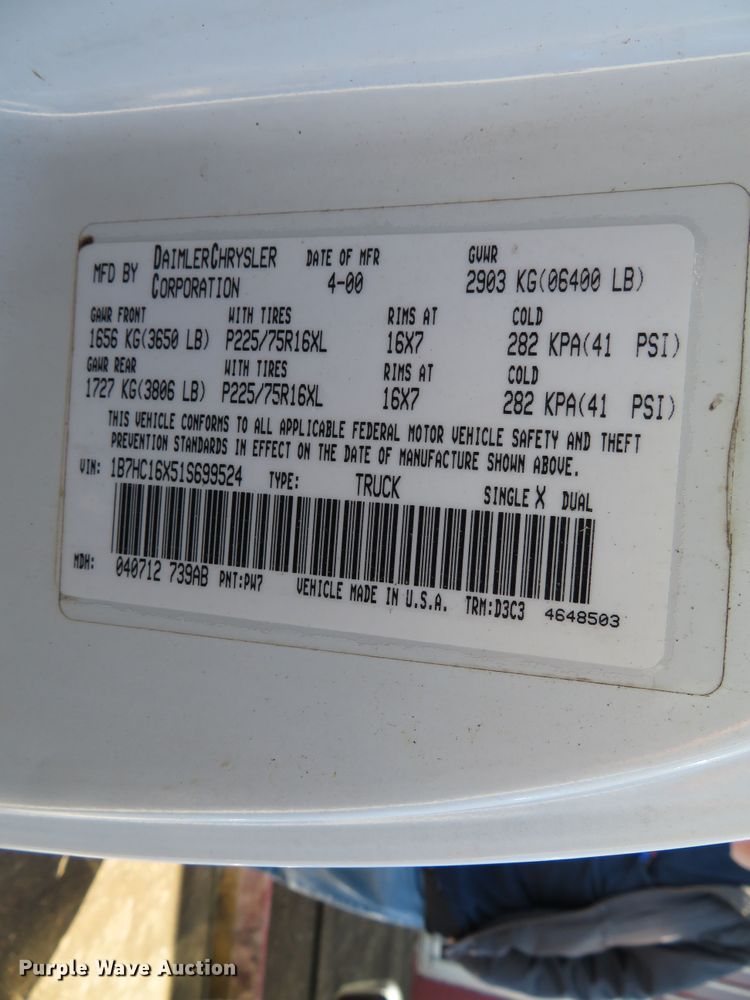 MFD BY DAIMLERCHRYSLER CORPORATION DATE OF MFR 4-00 GVWR 2903 KG(06400 LB)
GAWR FRONT WITH TIRES RIMS AT COLD
1656 KG(3650 LB) P225/75R16XL 16X7 282 KPA(41 PSI)
GAWR REAR WITH TIRES RIMS AT COLD
1727 KG(3806 LB) P225/75R16XL 16X7 282 KPA(41 PSI)
THIS VEHICLE CONFORMS TO ALL APPLICABLE FEDERAL MOTOR VEHICLE SAFETY AND THEFT
PREVENTION STANDARDS IN EFFECT ON THE DATE OF MANUFACTURE SHOWN ABOVE.
VIN: 1B7HC16X51S699524 TYPE: TRUCK SINGLE X DUAL
MDH: 040712 739AB PNT:PW7 VEHICLE MADE IN U.S.A. TRM:D3C3 4648503
Purple Wave Auction